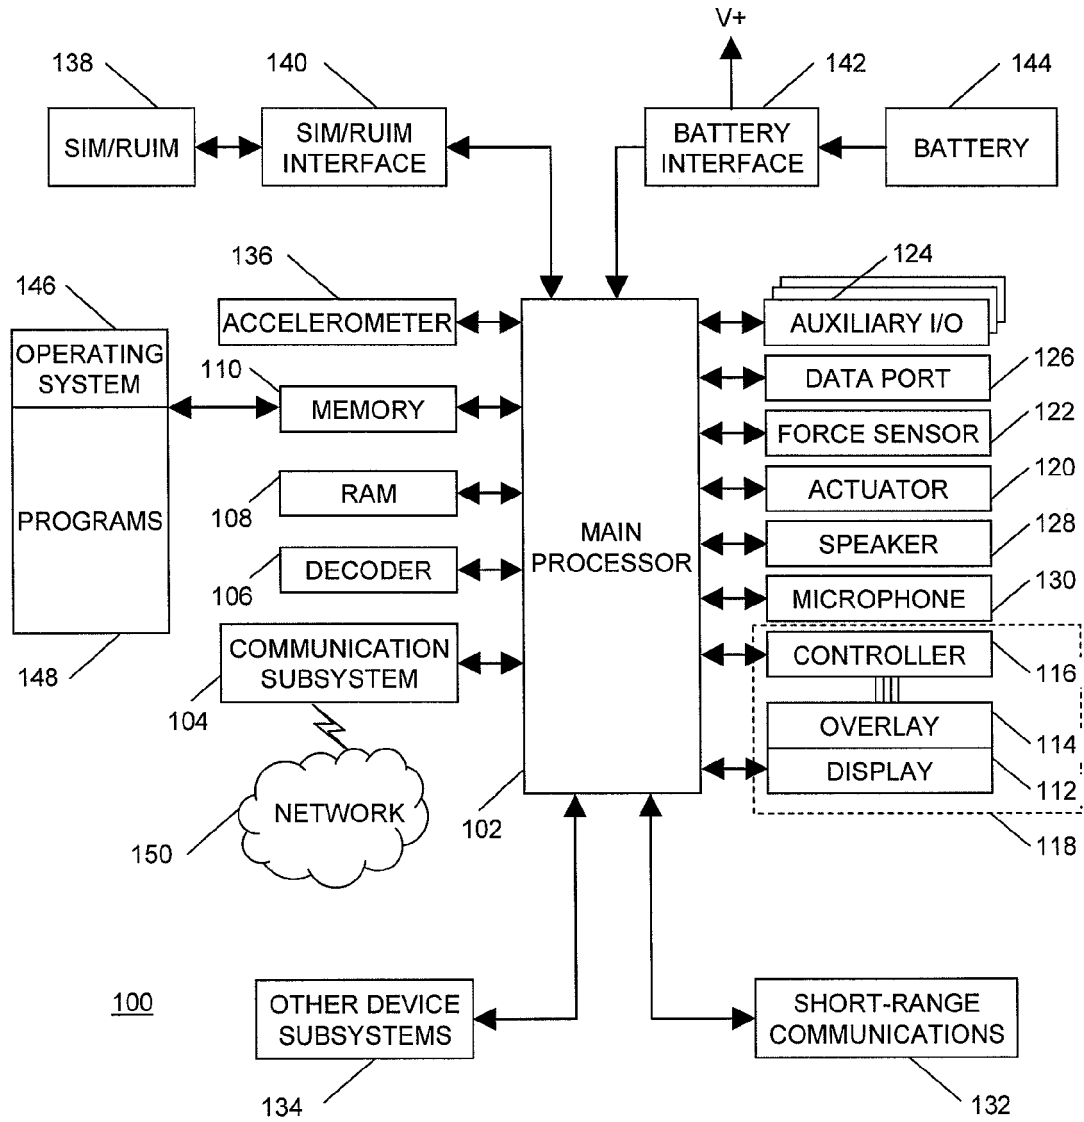 V+
138
140
142
144
SIM/RUIM
SIM/RUIM
INTERFACE
BATTERY
INTERFACE
BATTERY
136
124
146
ACCELEROMETER
AUXILIARY I/O
OPERATING
SYSTEM
110
DATA PORT
126
MEMORY
FORCE SENSOR
122
RAM
108
ACTUATOR
120
PROGRAMS
MAIN
PROCESSOR
SPEAKER
128
DECODER
106
MICROPHONE
130
COMMUNICATION
SUBSYSTEM
148
104
CONTROLLER
116
OVERLAY
114
DISPLAY
112
NETWORK
150
102
118
100
OTHER DEVICE
SUBSYSTEMS
SHORT-RANGE
COMMUNICATIONS
134
132